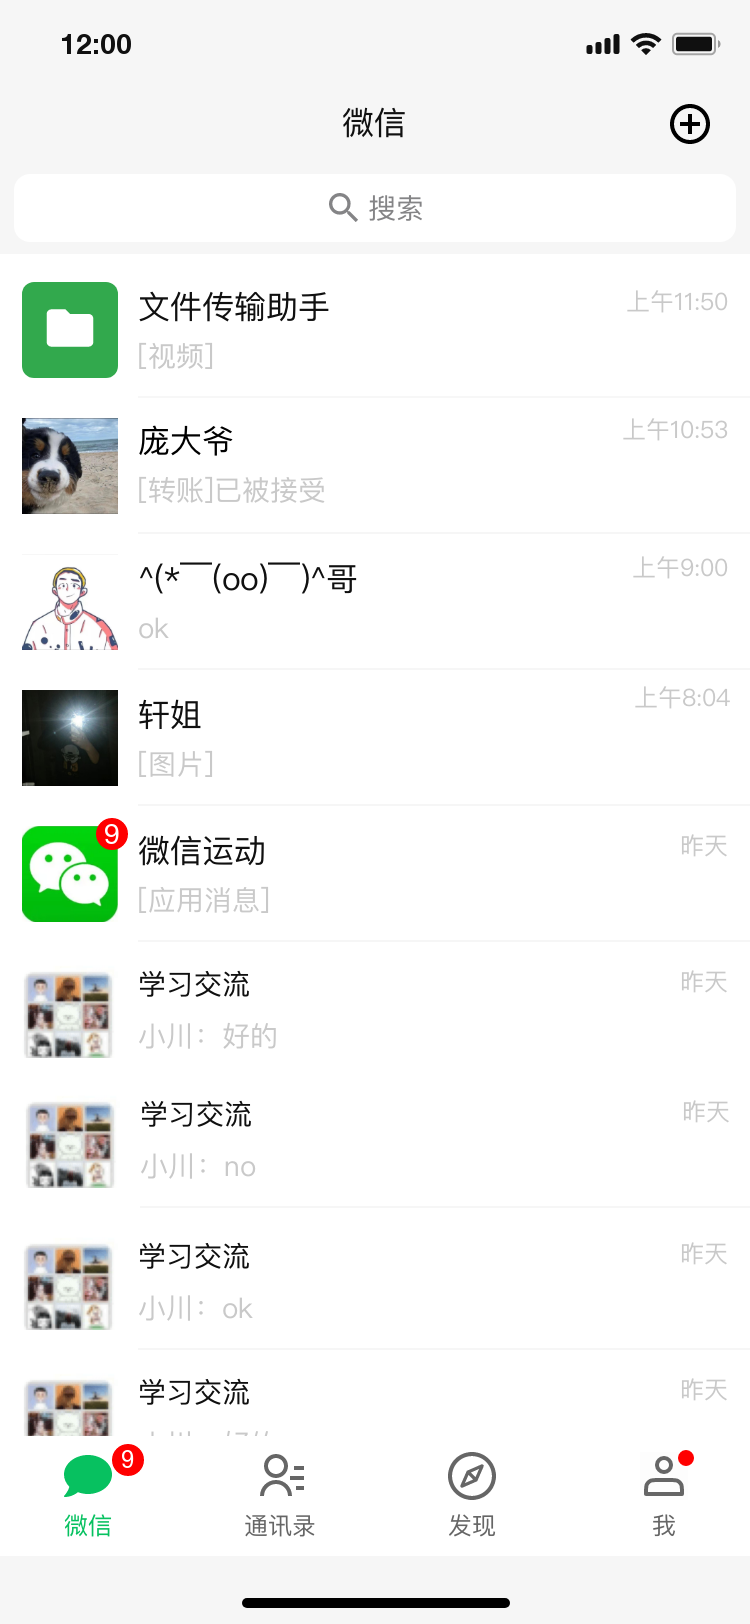 12:00
微信
搜索
文件传输助手 上午11:50
[视频]
庞大爷 上午10:53
[转账]已被接受
^(*￣(oo)￣)^哥 上午9:00
ok
轩姐 上午8:04
[图片]
9
微信运动 昨天
[应用消息]
学习交流 昨天
小川：好的
学习交流 昨天
小川：no
学习交流 昨天
小川：ok
学习交流 昨天
9
微信 通讯录 发现 我